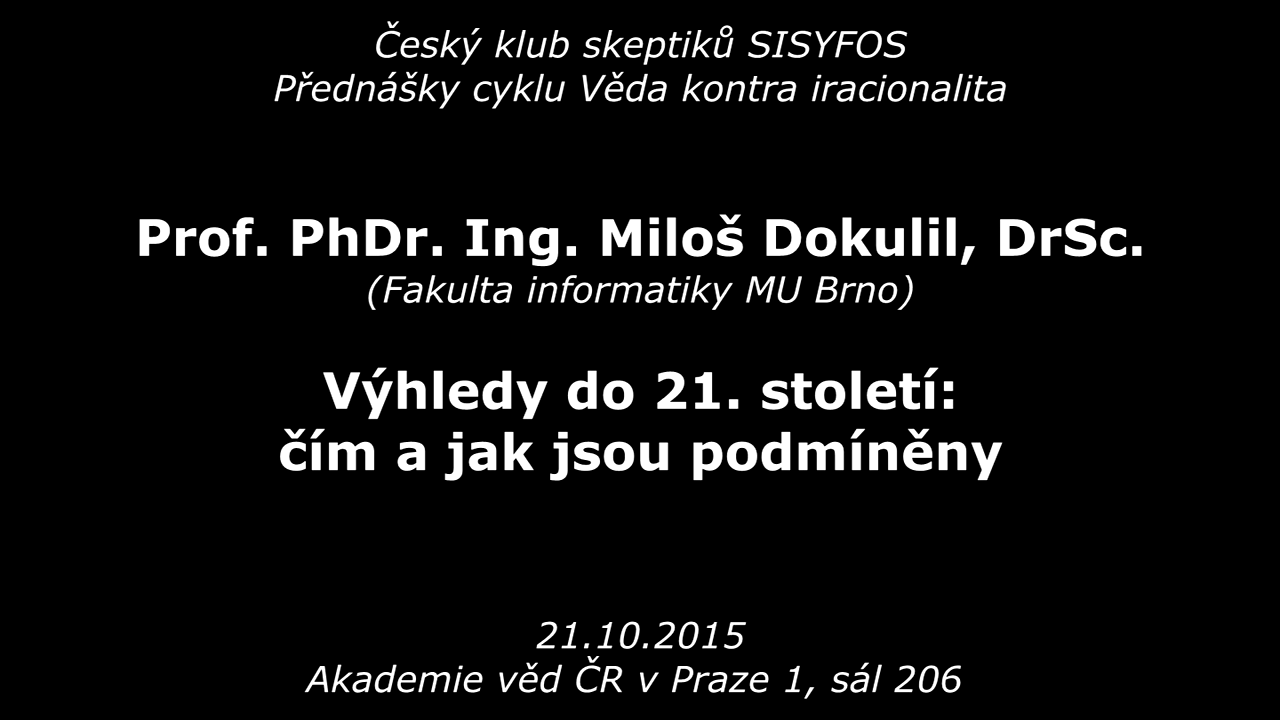 Český klub skeptiků SISYFOS
Přednášky cyklu Věda kontra iracionalita
Prof. PhDr. Ing. Miloš Dokulil, DrSc.
(Fakulta informatiky MU Brno)
Výhledy do 21. století:
čím a jak jsou podmíněny
21.10.2015
Akademie věd ČR v Praze 1, sál 206